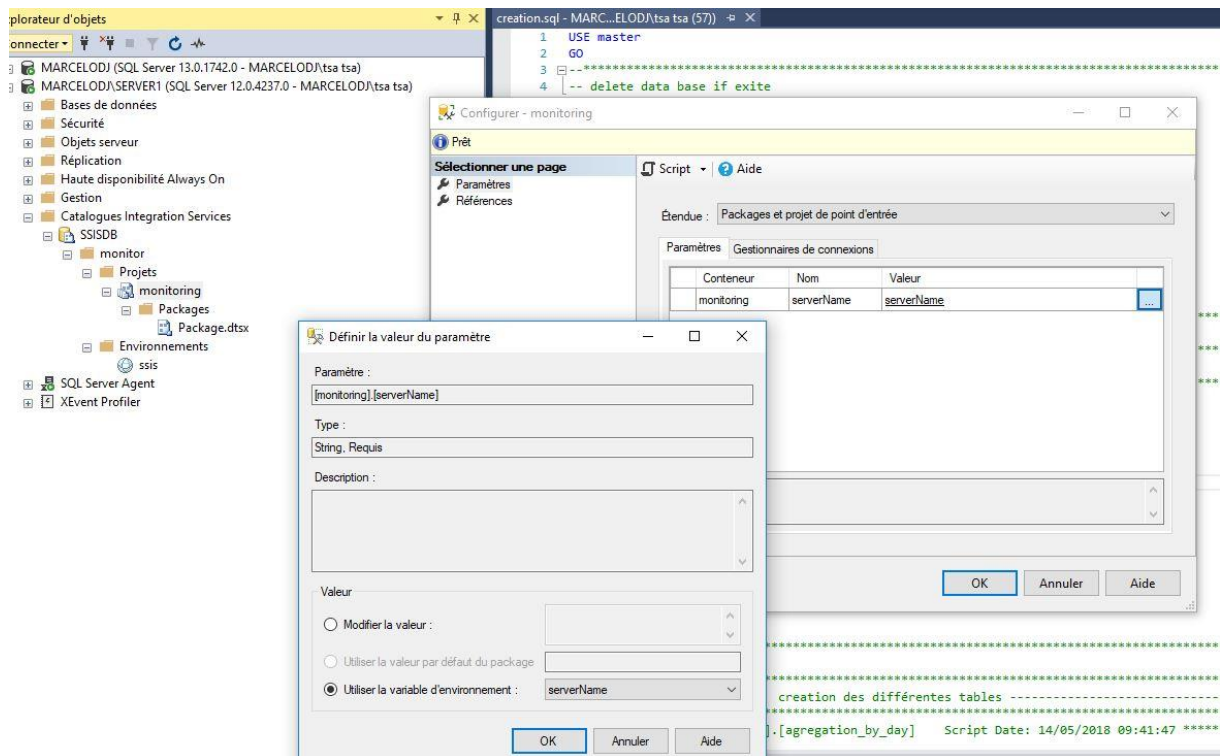 plorateur d'objets
onnecter
MARCELODJ (SQL Server 13.0.1742.0 - MARCELODJ\tsa tsa)
MARCELODJ\SERVER1 (SQL Server 12.0.4237.0 - MARCELODJ\tsa tsa)
Bases de données
Sécurité
Objets serveur
Réplication
Haute disponibilité Always On
Gestion
Catalogues Integration Services
SSISDB
monitor
Projets
monitoring
Packages
Package.dtsx
Environnements
ssis
SQL Server Agent
XEvent Profiler
creation.sql - MARC...ELODJ\tsa tsa (57))
1 USE master
2 GO
3 --******************************************************************************************
4 -- delete data base if exite
Configurer - monitoring
Prêt
Sélectionner une page
Paramètres
Références
Script
Aide
Étendue : Packages et projet de point d'entrée
Paramètres Gestionnaires de connexions
Conteneur Nom Valeur
monitoring serverName serverName ...
OK Annuler Aide
Définir la valeur du paramètre
Paramètre :
[monitoring].[serverName]
Type :
String, Requis
Description :
Valeur
Modifier la valeur :
Utiliser la valeur par défaut du package
Utiliser la variable d'environnement : serverName
OK Annuler Aide
***
***
***
**************************************************************
**************************************************************
creation des différentes tables -----------------------------
**************************************************************
].[agregation_by_day] Script Date: 14/05/2018 09:41:47 *****